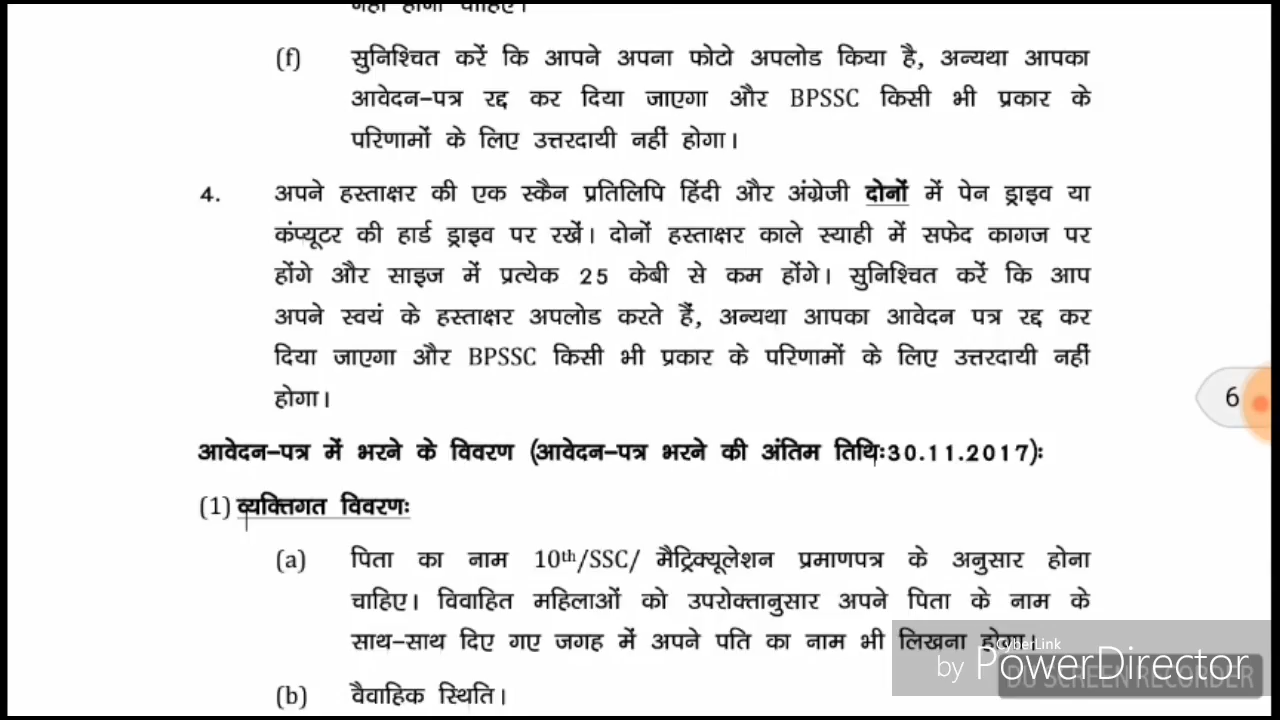 नहीं होना चाहिए।
(f) सुनिश्चित करें कि आपने अपना फोटो अपलोड किया है, अन्यथा आपका
आवेदन-पत्र रद्द कर दिया जाएगा और BPSSC किसी भी प्रकार के
परिणामों के लिए उत्तरदायी नहीं होगा।
4. अपने हस्ताक्षर की एक स्कैन प्रतिलिपि हिंदी और अंग्रेजी दोनों में पेन ड्राइव या
कंप्यूटर की हार्ड ड्राइव पर रखें। दोनों हस्ताक्षर काले स्याही में सफेद कागज पर
होंगे और साइज में प्रत्येक 25 केबी से कम होंगे। सुनिश्चित करें कि आप
अपने स्वयं के हस्ताक्षर अपलोड करते हैं, अन्यथा आपका आवेदन पत्र रद्द कर
दिया जाएगा और BPSSC किसी भी प्रकार के परिणामों के लिए उत्तरदायी नहीं
होगा।
6
आवेदन-पत्र में भरने के विवरण (आवेदन-पत्र भरने की अंतिम तिथिः30.11.2017)ः
(1) व्यक्तिगत विवरणः
(a) पिता का नाम 10th/SSC/ मैट्रिक्यूलेशन प्रमाणपत्र के अनुसार होना
चाहिए। विवाहित महिलाओं को उपरोक्तानुसार अपने पिता के नाम के
साथ-साथ दिए गए जगह में अपने पति का नाम भी लिखना होगा।
(b) वैवाहिक स्थिति।
CyberLink
by PowerDirector
DU SCREEN RECORDER